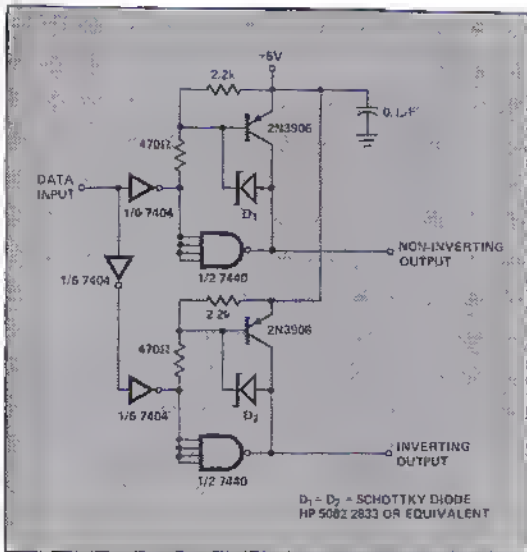 +5V
2.2k
0.1µF
2N3906
470Ω
DATA
INPUT
D₁
1/6 7404
NON-INVERTING
OUTPUT
1/2 7440
1/6 7404
2.2k
2N3906
470Ω
D₂
1/6 7404
INVERTING
OUTPUT
1/2 7440
D₁ = D₂ = SCHOTTKY DIODE
HP 5082 2833 OR EQUIVALENT